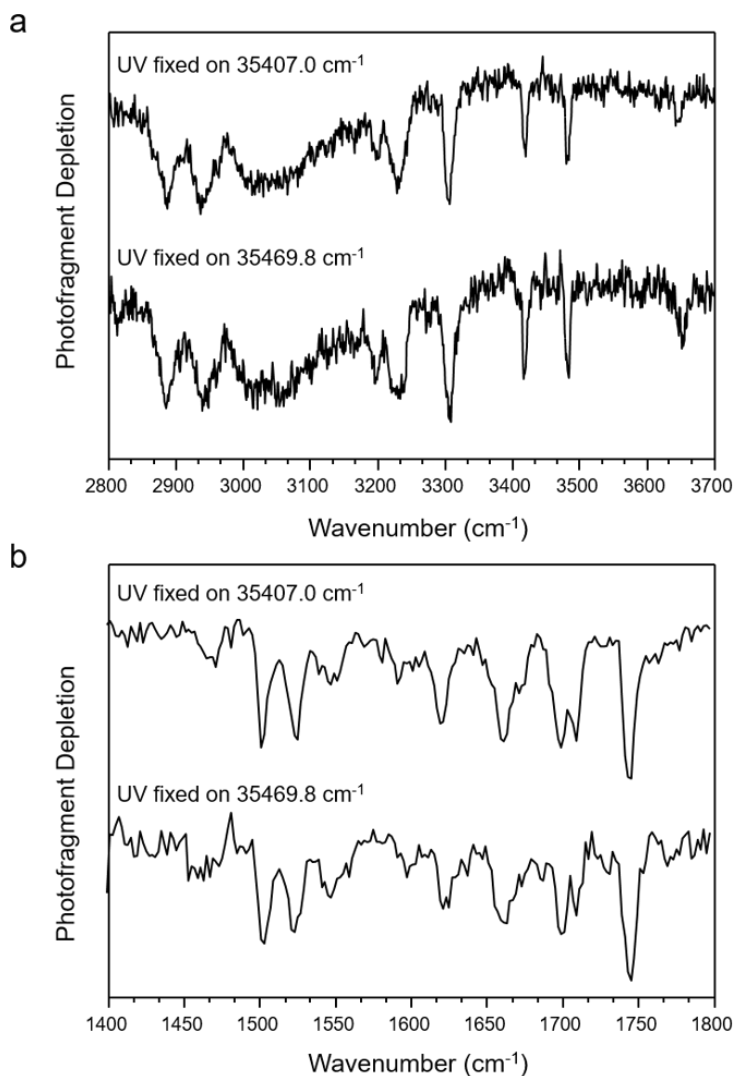 a
UV fixed on 35407.0 cm⁻¹
UV fixed on 35469.8 cm⁻¹
Photofragment Depletion
2800 2900 3000 3100 3200 3300 3400 3500 3600 3700
Wavenumber (cm⁻¹)
b
UV fixed on 35407.0 cm⁻¹
UV fixed on 35469.8 cm⁻¹
Photofragment Depletion
1400 1450 1500 1550 1600 1650 1700 1750 1800
Wavenumber (cm⁻¹)